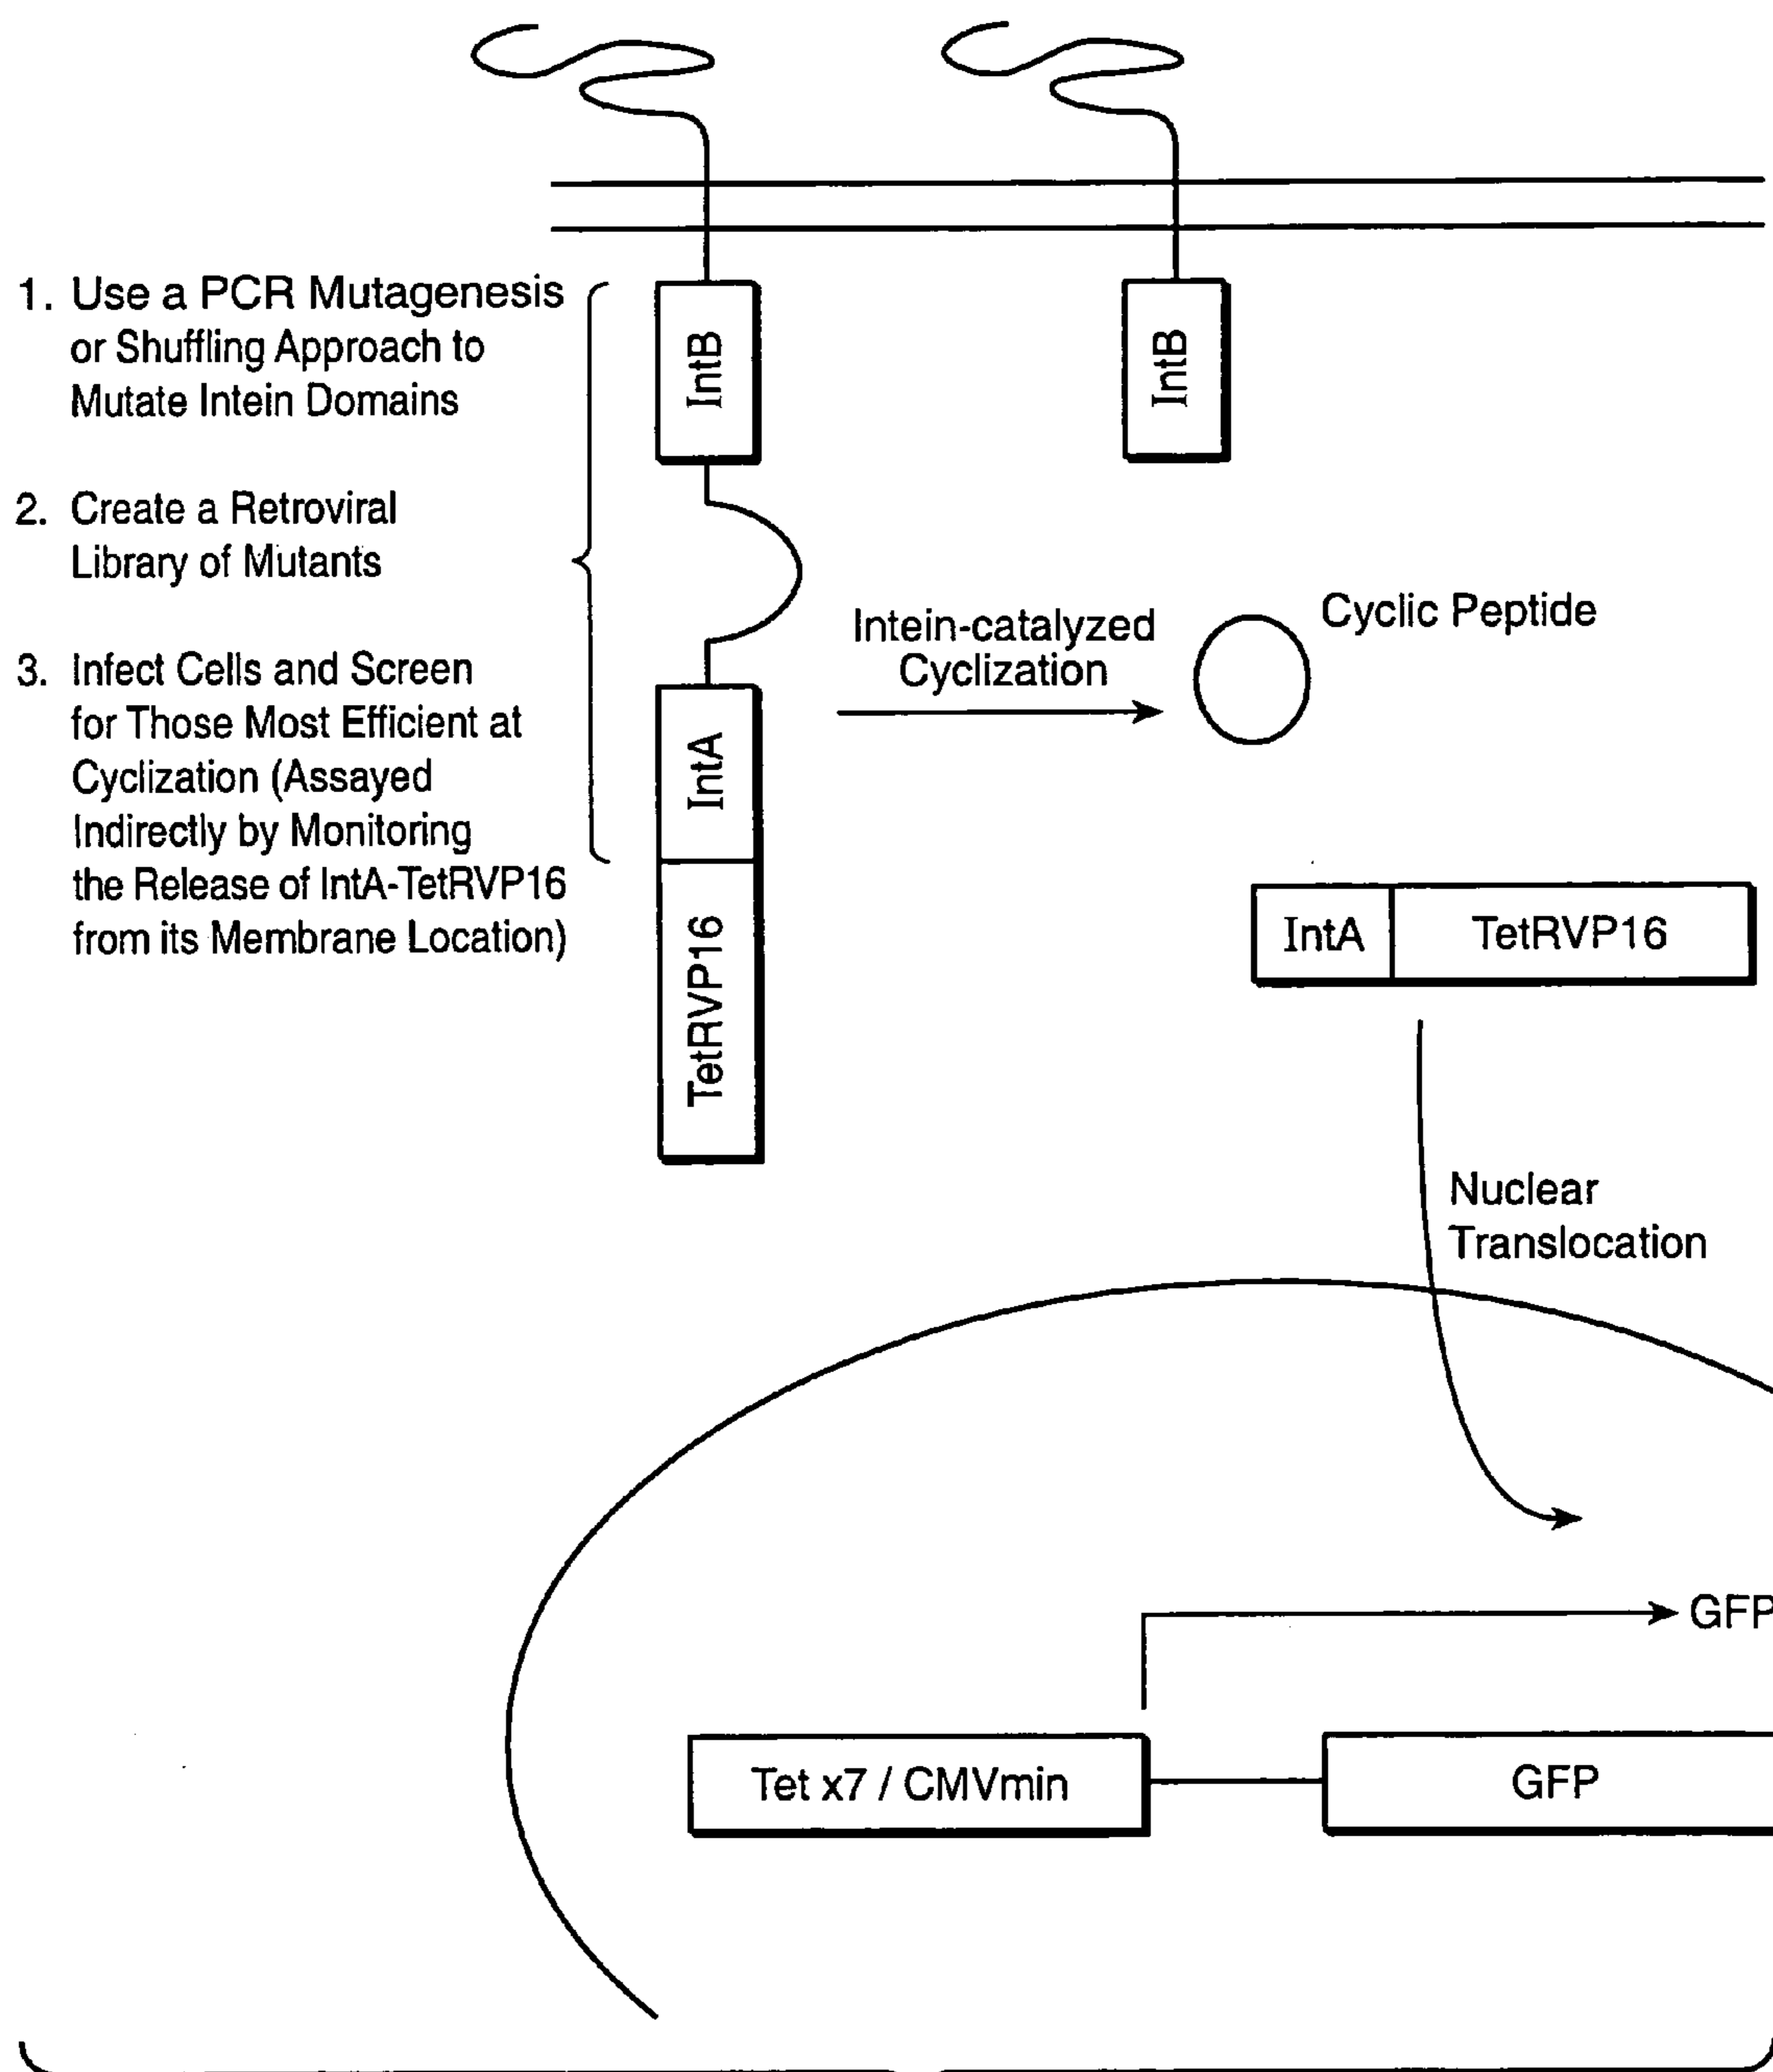 1. Use a PCR Mutagenesis
or Shuffling Approach to
Mutate Intein Domains
2. Create a Retroviral
Library of Mutants
3. Infect Cells and Screen
for Those Most Efficient at
Cyclization (Assayed
Indirectly by Monitoring
the Release of IntA-TetRVP16
from its Membrane Location)
IntB
IntA
TetRVP16
IntB
Intein-catalyzed
Cyclization
Cyclic Peptide
IntA
TetRVP16
Nuclear
Translocation
GFP
Tet x7 / CMVmin
GFP